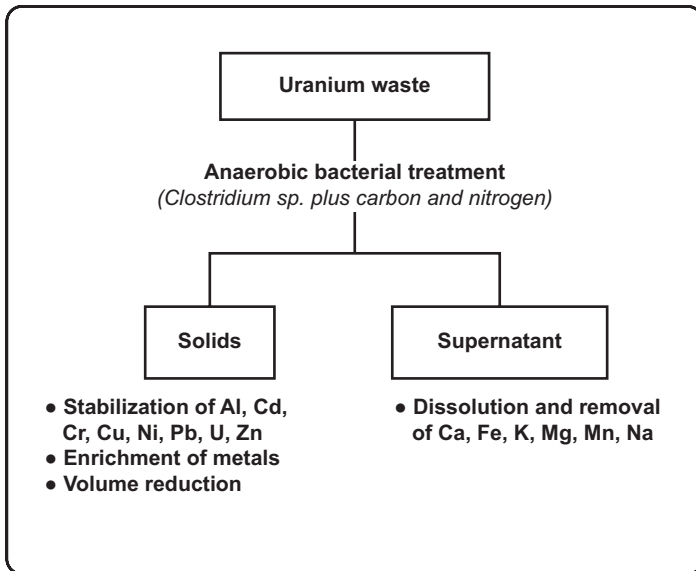 Uranium waste
Anaerobic bacterial treatment
(Clostridium sp. plus carbon and nitrogen)
Solids
● Stabilization of Al, Cd,
Cr, Cu, Ni, Pb, U, Zn
● Enrichment of metals
● Volume reduction
Supernatant
● Dissolution and removal
of Ca, Fe, K, Mg, Mn, Na